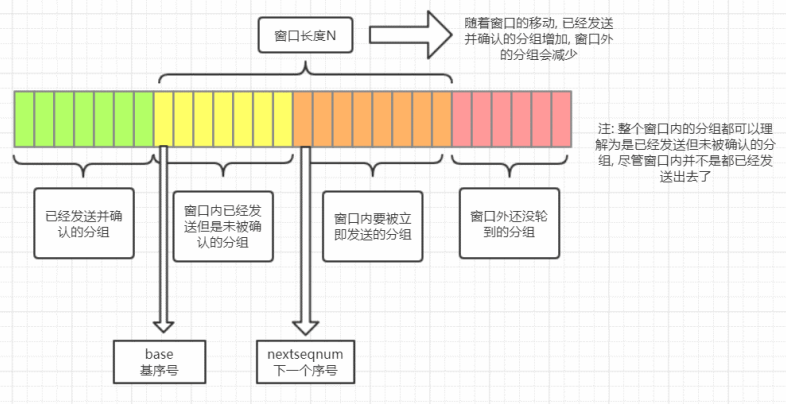 窗口长度N
随着窗口的移动, 已经发送
并确认的分组增加, 窗口外
的分组会减少
注: 整个窗口内的分组都可以理
解为是已经发送但未被确认的分
组, 尽管窗口内并不是都已经发
送出去了
已经发送并确
认的分组
窗口内已经发
送但是未被确
认的分组
窗口内要被立
即发送的分组
窗口外还没轮
到的分组
base
基序号
nextseqnum
下一个序号